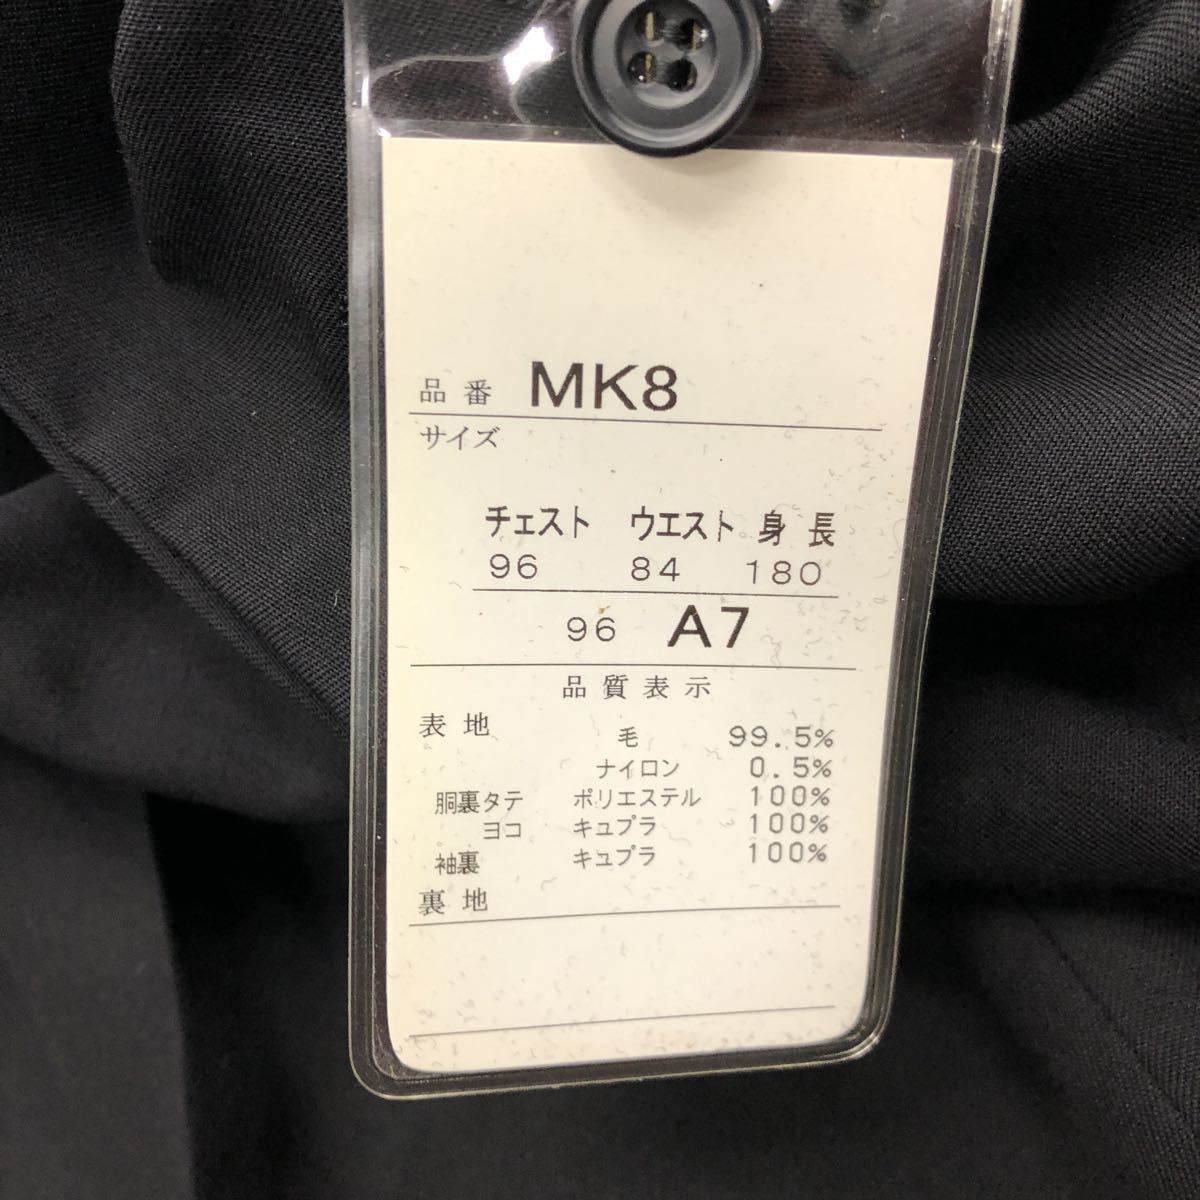 品番 MK8
サイズ
チェスト ウエスト 身長
96 84 180
96 A7
品質表示
表地 毛 99.5%
ナイロン 0.5%
胴裏タテ ポリエステル 100%
ヨコ キュプラ 100%
袖裏 キュプラ 100%
裏地